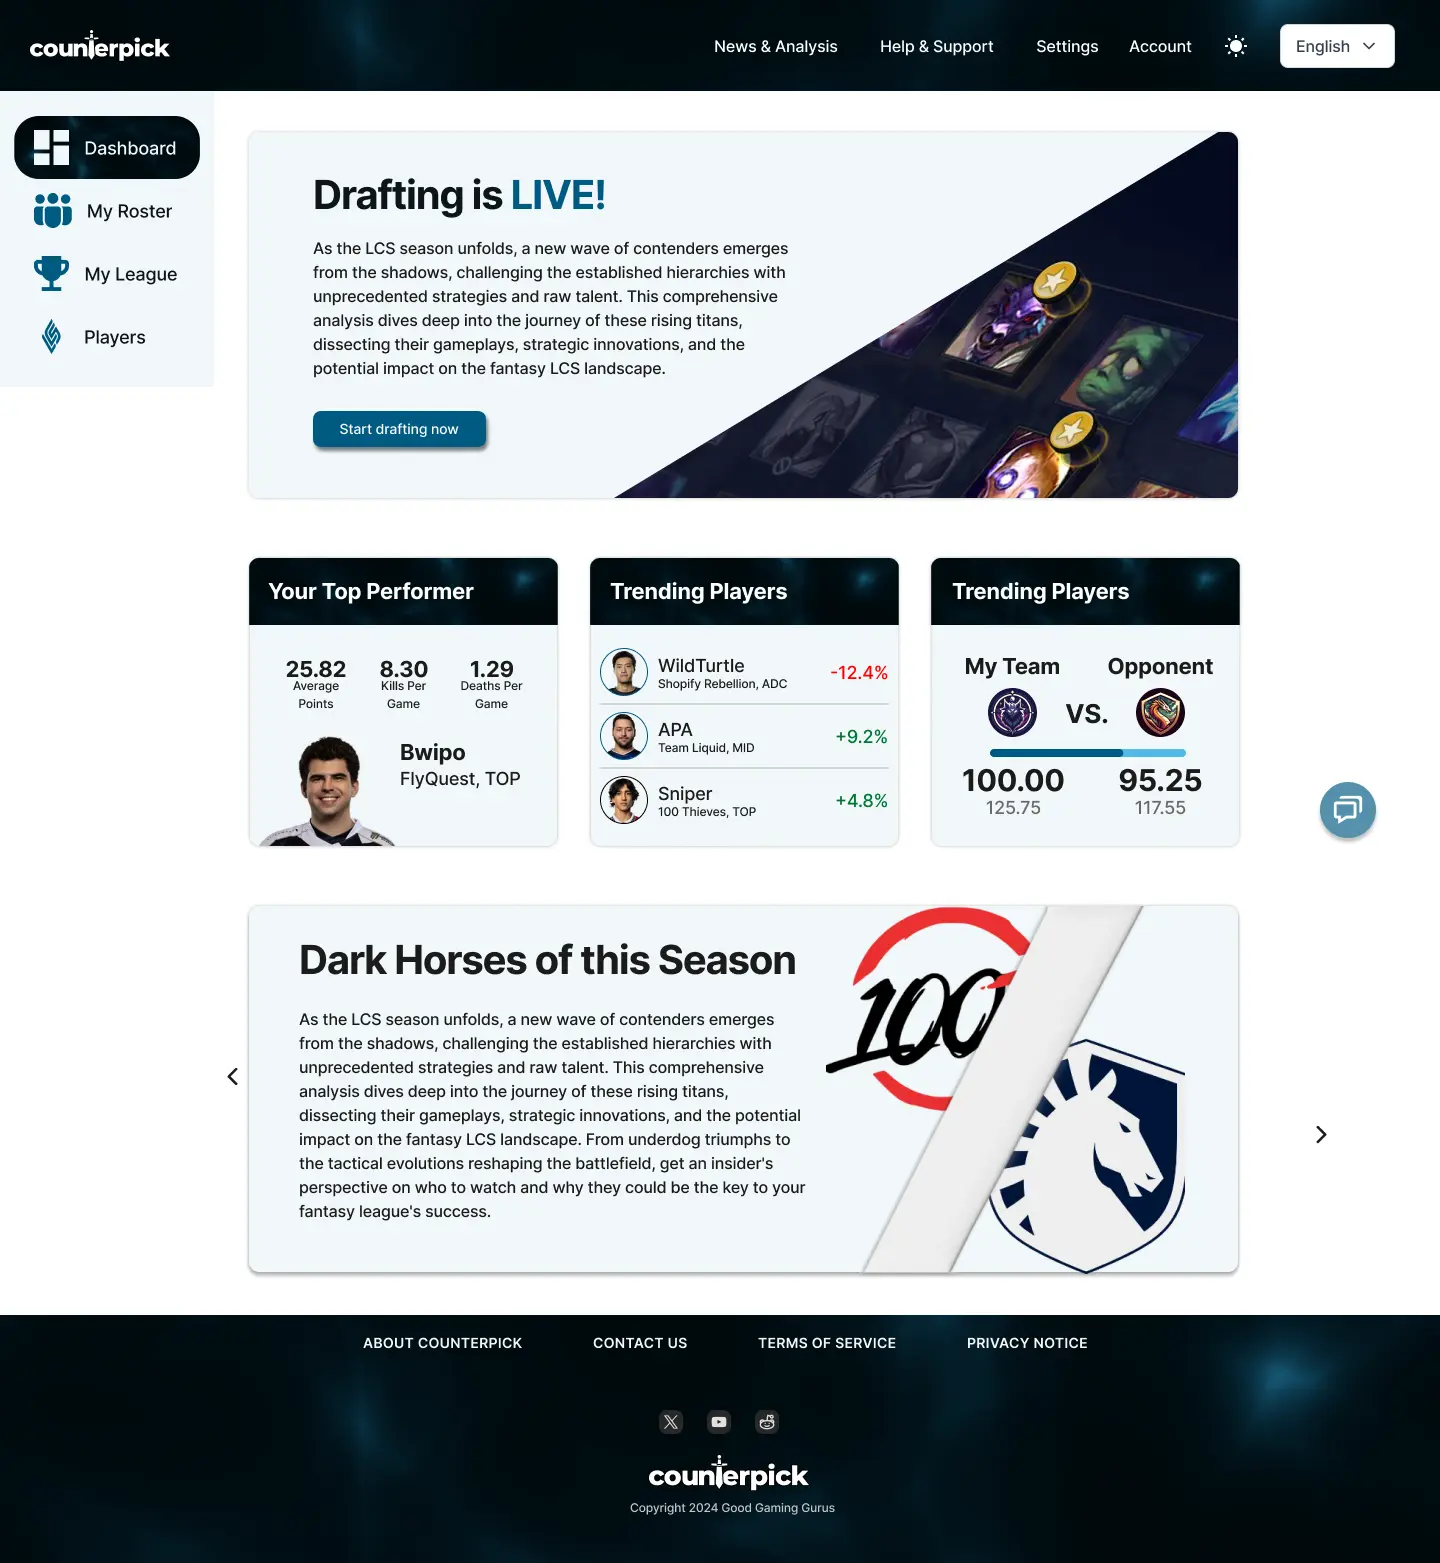 counterpick
News & Analysis
Help & Support
Settings
Account
English
Dashboard
My Roster
My League
Players
Drafting is LIVE!
As the LCS season unfolds, a new wave of contenders emerges
from the shadows, challenging the established hierarchies with
unprecedented strategies and raw talent. This comprehensive
analysis dives deep into the journey of these rising titans,
dissecting their gameplays, strategic innovations, and the
potential impact on the fantasy LCS landscape.
Start drafting now
Your Top Performer
25.82
Average
Points
8.30
Kills Per
Game
1.29
Deaths Per
Game
Bwipo
FlyQuest, TOP
Trending Players
WildTurtle
Shopify Rebellion, ADC
-12.4%
APA
Team Liquid, MID
+9.2%
Sniper
100 Thieves, TOP
+4.8%
Trending Players
My Team
Opponent
VS.
100.00
95.25
125.75
117.55
Dark Horses of this Season
As the LCS season unfolds, a new wave of contenders emerges
from the shadows, challenging the established hierarchies with
unprecedented strategies and raw talent. This comprehensive
analysis dives deep into the journey of these rising titans,
dissecting their gameplays, strategic innovations, and the potential
impact on the fantasy LCS landscape. From underdog triumphs to
the tactical evolutions reshaping the battlefield, get an insider's
perspective on who to watch and why they could be the key to your
fantasy league's success.
100
ABOUT COUNTERPICK
CONTACT US
TERMS OF SERVICE
PRIVACY NOTICE
counterpick
Copyright 2024 Good Gaming Gurus